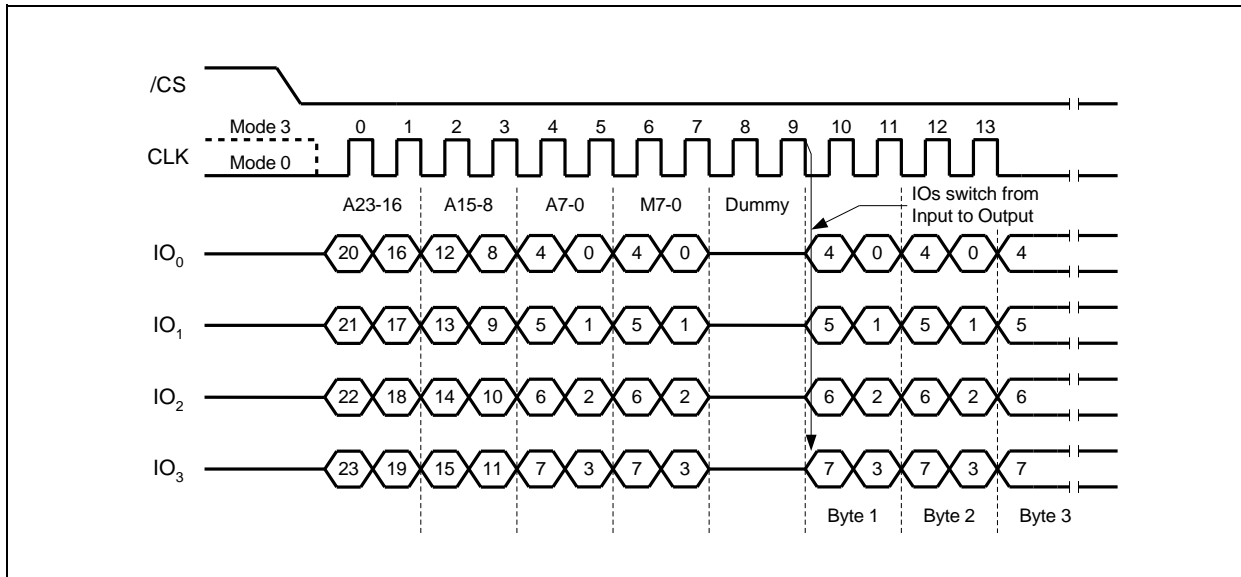 /CS
Mode 3 0 1 2 3 4 5 6 7 8 9 10 11 12 13
CLK
Mode 0
IOs switch from
Input to Output
A23-16 A15-8 A7-0 M7-0 Dummy
IO0 20 16 12 8 4 0 4 0 4 0 4 0 4
IO1 21 17 13 9 5 1 5 1 5 1 5 1 5
IO2 22 18 14 10 6 2 6 2 6 2 6 2 6
IO3 23 19 15 11 7 3 7 3 7 3 7 3 7
Byte 1 Byte 2 Byte 3